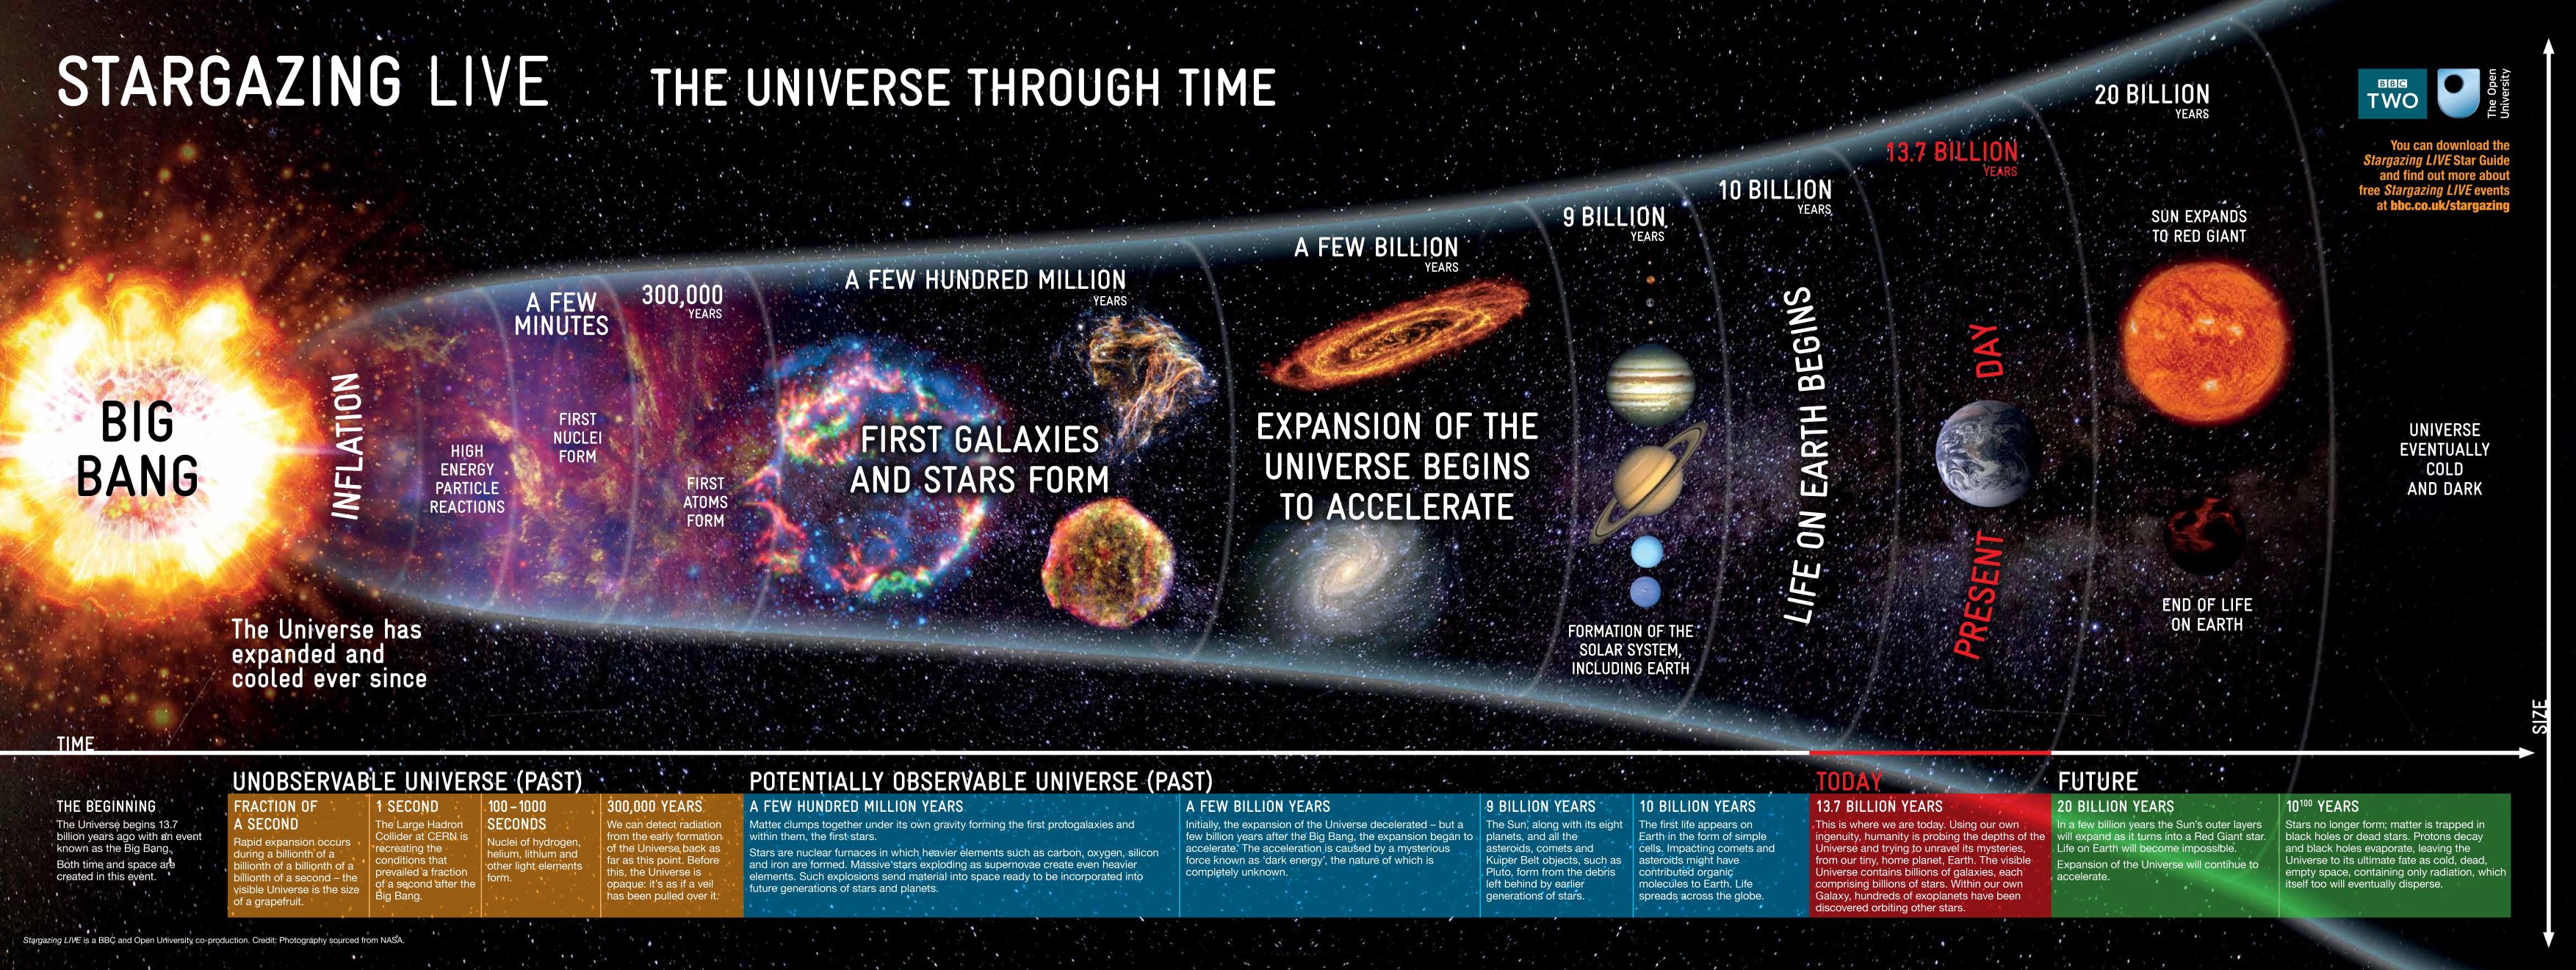 STARGAZING LIVE
THE UNIVERSE THROUGH TIME
BBC
TWO
The Open
University
You can download the
Stargazing LIVE Star Guide
and find out more about
free Stargazing LIVE events
at bbc.co.uk/stargazing
BIG
BANG
The Universe has
expanded and
cooled ever since
INFLATION
HIGH
ENERGY
PARTICLE
REACTIONS
A FEW
MINUTES
FIRST
NUCLEI
FORM
300,000
YEARS
FIRST
ATOMS
FORM
A FEW HUNDRED MILLION
YEARS
FIRST GALAXIES
AND STARS FORM
A FEW BILLION
YEARS
EXPANSION OF THE
UNIVERSE BEGINS
TO ACCELERATE
9 BILLION
YEARS
FORMATION OF THE
SOLAR SYSTEM,
INCLUDING EARTH
10 BILLION
YEARS
LIFE ON EARTH BEGINS
13.7 BILLION
YEARS
PRESENT DAY
20 BILLION
YEARS
SUN EXPANDS
TO RED GIANT
END OF LIFE
ON EARTH
UNIVERSE
EVENTUALLY
COLD
AND DARK
SIZE
TIME
THE BEGINNING
The Universe begins 13.7
billion years ago with an event
known as the Big Bang.
Both time and space are
created in this event.
UNOBSERVABLE UNIVERSE (PAST)
FRACTION OF
A SECOND
Rapid expansion occurs
during a billionth of a
billionth of a billionth of a
billionth of a second – the
visible Universe is the size
of a grapefruit.
1 SECOND
The Large Hadron
Collider at CERN is
recreating the
conditions that
prevailed a fraction
of a second after the
Big Bang.
100-1000
SECONDS
Nuclei of hydrogen,
helium, lithium and
other light elements
form.
300,000 YEARS
We can detect radiation
from the early formation
of the Universe back as
far as this point. Before
this, the Universe is
opaque: it's as if a veil
has been pulled over it.
POTENTIALLY OBSERVABLE UNIVERSE (PAST)
A FEW HUNDRED MILLION YEARS
Matter clumps together under its own gravity forming the first protogalaxies and
within them, the first stars.
Stars are nuclear furnaces in which heavier elements such as carbon, oxygen, silicon
and iron are formed. Massive stars exploding as supernovae create even heavier
elements. Such explosions send material into space ready to be incorporated into
future generations of stars and planets.
A FEW BILLION YEARS
Initially, the expansion of the Universe decelerated – but a
few billion years after the Big Bang, the expansion began to
accelerate. The acceleration is caused by a mysterious
force known as 'dark energy', the nature of which is
completely unknown.
9 BILLION YEARS
The Sun, along with its eight
planets, and all the
asteroids, comets and
Kuiper Belt objects, such as
Pluto, form from the debris
left behind by earlier
generations of stars.
10 BILLION YEARS
The first life appears on
Earth in the form of simple
cells. Impacting comets and
asteroids might have
contributed organic
molecules to Earth. Life
spreads across the globe.
TODAY
13.7 BILLION YEARS
This is where we are today. Using our own
ingenuity, humanity is probing the depths of the
Universe and trying to unravel its mysteries,
from our tiny, home planet, Earth. The visible
Universe contains billions of galaxies, each
comprising billions of stars. Within our own
Galaxy, hundreds of exoplanets have been
discovered orbiting other stars.
FUTURE
20 BILLION YEARS
In a few billion years the Sun's outer layers
will expand as it turns into a Red Giant star.
Life on Earth will become impossible.
Expansion of the Universe will continue to
accelerate.
10¹⁰⁰ YEARS
Stars no longer form; matter is trapped in
black holes or dead stars. Protons decay
and black holes evaporate, leaving the
Universe to its ultimate fate as cold, dead,
empty space, containing only radiation, which
itself too will eventually disperse.
Stargazing LIVE is a BBC and Open University co-production. Credit: Photography sourced from NASA.